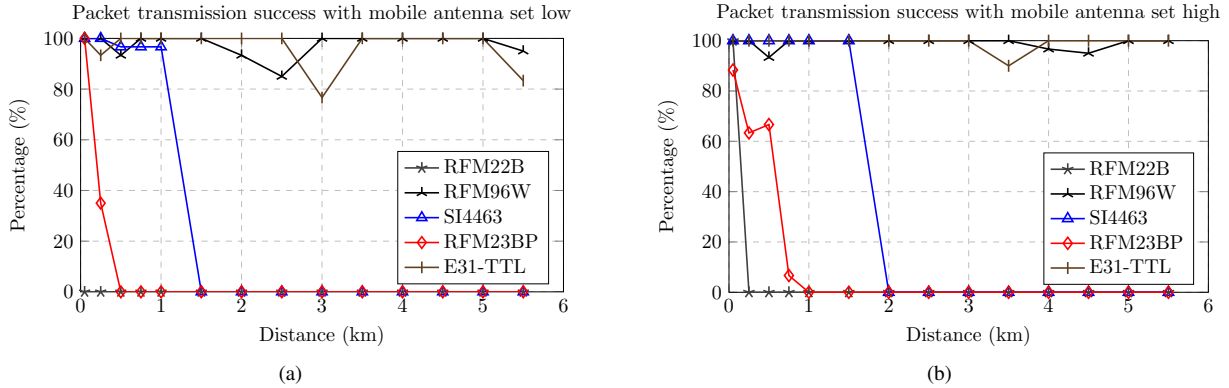 Packet transmission success with mobile antenna set low
100
80
60
40
20
0
0
1
2
3
4
5
6
Percentage (%)
Distance (km)
RFM22B
RFM96W
SI4463
RFM23BP
E31-TTL
(a)
Packet transmission success with mobile antenna set high
100
80
60
40
20
0
0
1
2
3
4
5
6
Percentage (%)
Distance (km)
RFM22B
RFM96W
SI4463
RFM23BP
E31-TTL
(b)